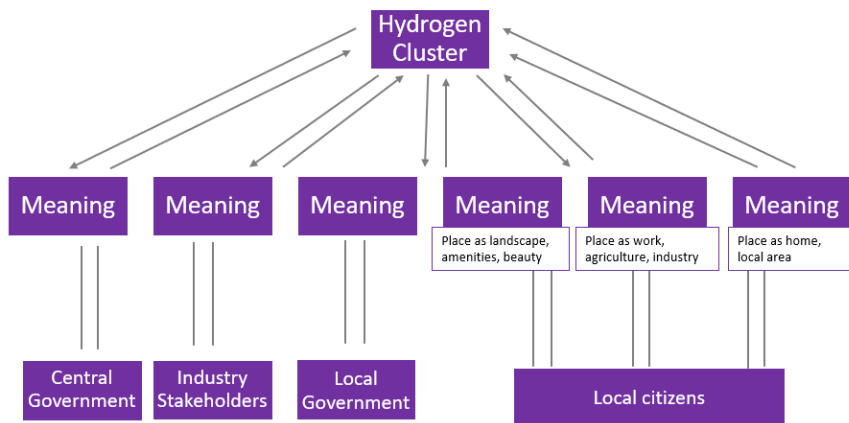 Hydrogen
Cluster
Meaning
Meaning
Meaning
Meaning
Meaning
Meaning
Place as landscape,
amenities, beauty
Place as work,
agriculture, industry
Place as home,
local area
Central
Government
Industry
Stakeholders
Local
Government
Local citizens